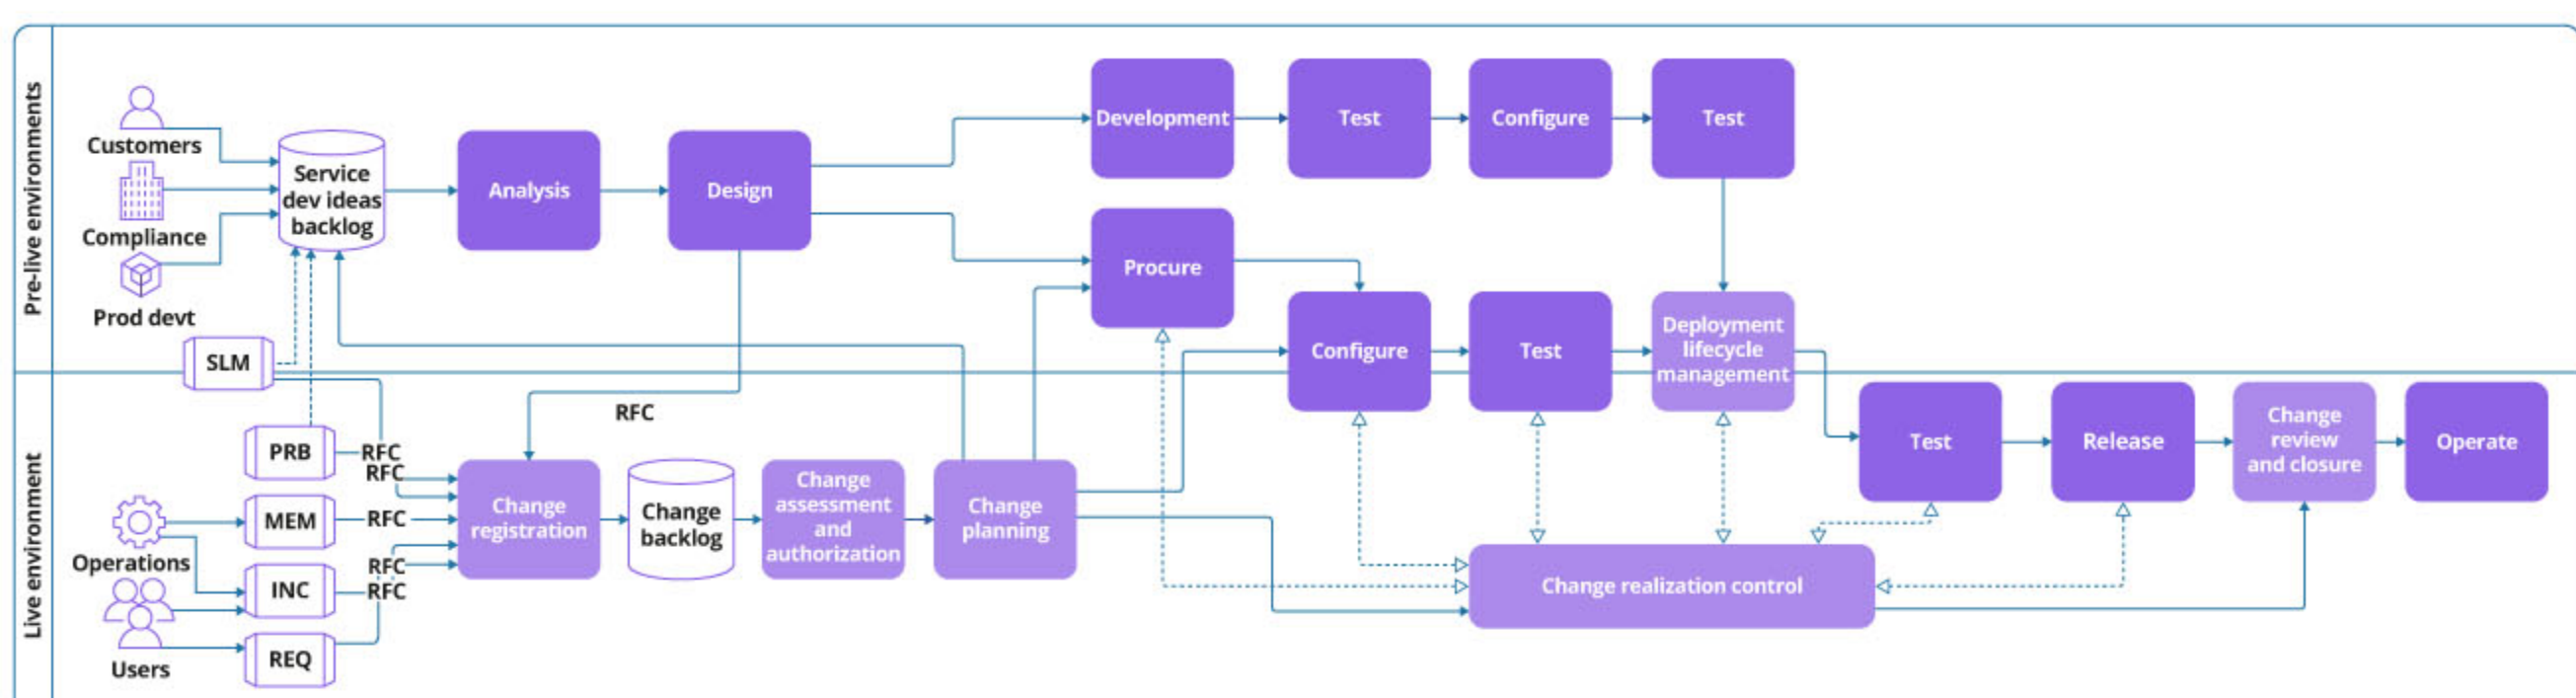 Pre-live environments
Customers
Compliance
Prod devt
Service
dev ideas
backlog
Analysis
Design
Development
Test
Configure
Test
Procure
Configure
Test
Deployment
lifecycle
management
SLM
Live environment
RFC
PRB
RFC
RFC
MEM
RFC
Operations
INC
RFC
RFC
Users
REQ
Change
registration
Change
backlog
Change
assessment
and
authorization
Change
planning
Change realization control
Test
Release
Change
review
and closure
Operate